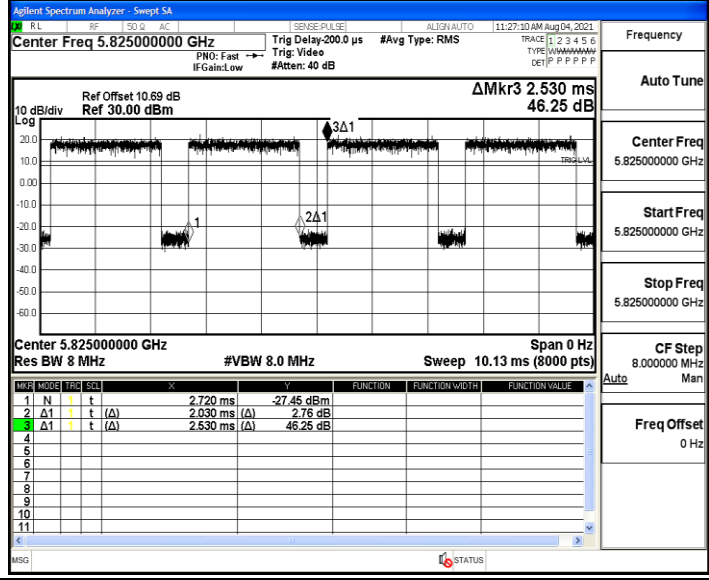 Agilent Spectrum Analyzer - Swept SA
RL RF 50 Ω AC SENSE:PULSE ALIGN AUTO 11:27:10 AM Aug 04, 2021
Center Freq 5.825000000 GHz
PNO: Fast
IFGain:Low
Trig Delay-200.0 µs
Trig: Video
#Atten: 40 dB
#Avg Type: RMS
TRACE 1 2 3 4 5 6
TYPE WWWWWW
DET P P P P P P
Frequency
ΔMkr3 2.530 ms
46.25 dB
Ref Offset 10.69 dB
10 dB/div Ref 30.00 dBm
Log
20.0
10.0
0.00
-10.0
-20.0
-30.0
-40.0
-50.0
-60.0
3Δ1
TRIG LVL
1
2Δ1
Center 5.825000000 GHz Span 0 Hz
Res BW 8 MHz #VBW 8.0 MHz Sweep 10.13 ms (8000 pts)
MKR MODE TRC SCL X Y FUNCTION FUNCTION WIDTH FUNCTION VALUE
1 N 1 t 2.720 ms -27.45 dBm
2 Δ1 1 t (Δ) 2.030 ms (Δ) 2.76 dB
3 Δ1 1 t (Δ) 2.530 ms (Δ) 46.25 dB
4
5
6
7
8
9
10
11
MSG STATUS
Auto Tune
Center Freq
5.825000000 GHz
Start Freq
5.825000000 GHz
Stop Freq
5.825000000 GHz
CF Step
8.000000 MHz
Auto Man
Freq Offset
0 Hz